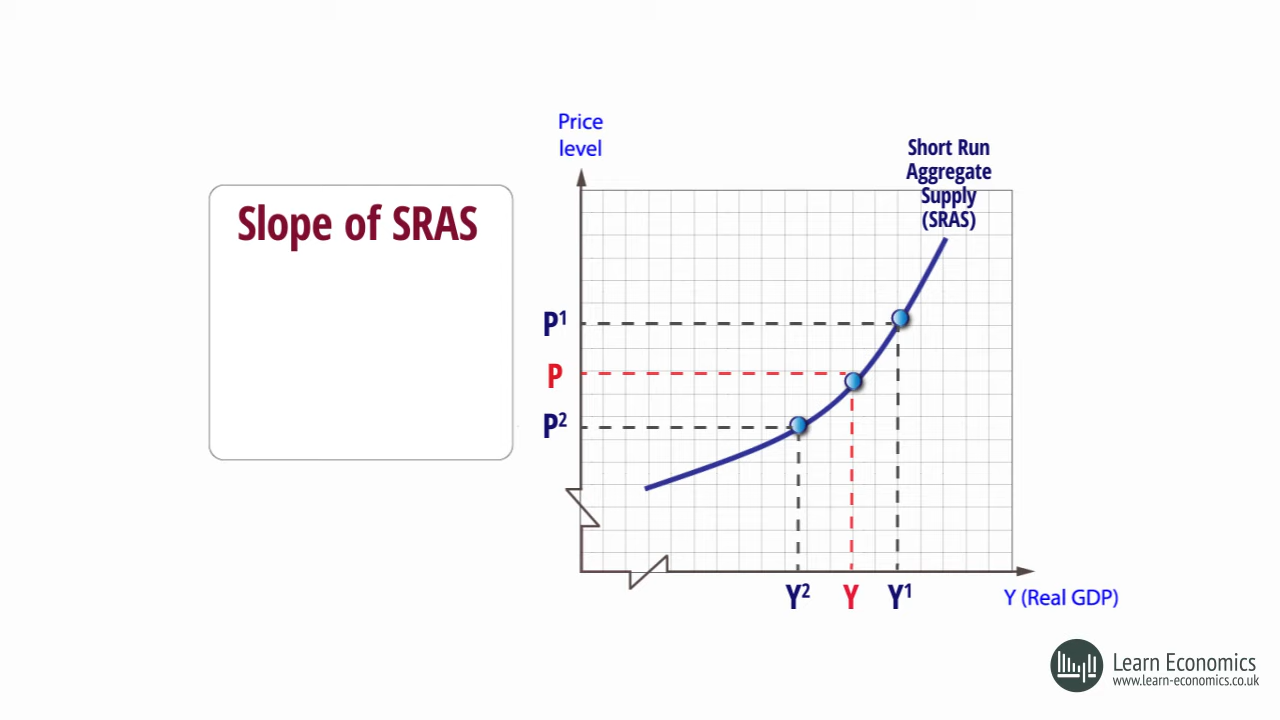 Slope of SRAS
Price
level
Short Run
Aggregate
Supply
(SRAS)
P¹
P
P²
Y²
Y
Y¹
Y (Real GDP)
Learn Economics
www.learn-economics.co.uk